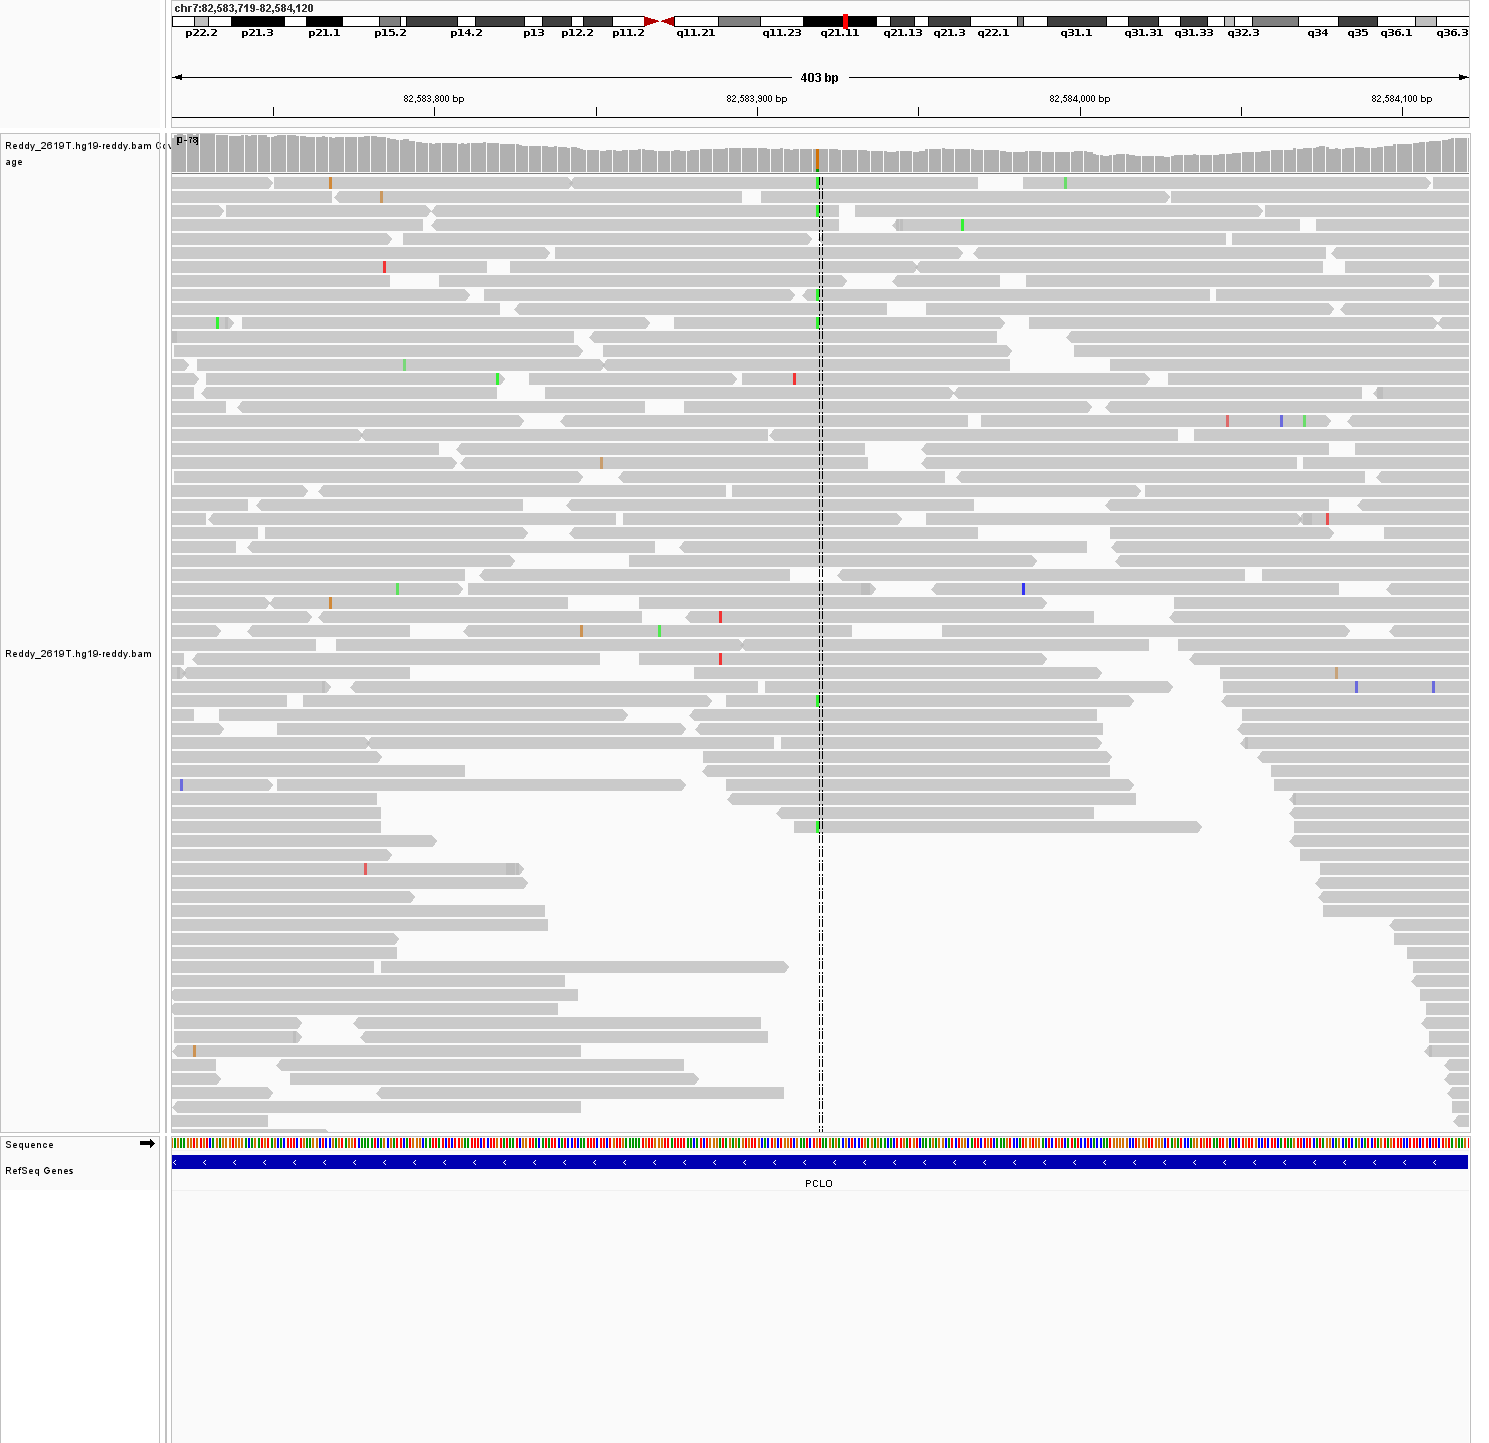 chr7:82,583,719-82,584,120
p22.2 p21.3 p21.1 p15.2 p14.2 p13 p12.2 p11.2 q11.21 q11.23 q21.11 q21.13 q21.3 q22.1 q31.1 q31.31 q31.33 q32.3 q34 q35 q36.1 q36.3
403 bp
82,583,800 bp 82,583,900 bp 82,584,000 bp 82,584,100 bp
Reddy_2619T.hg19-reddy.bam Cov
age
Reddy_2619T.hg19-reddy.bam
Sequence
RefSeq Genes
PCLO